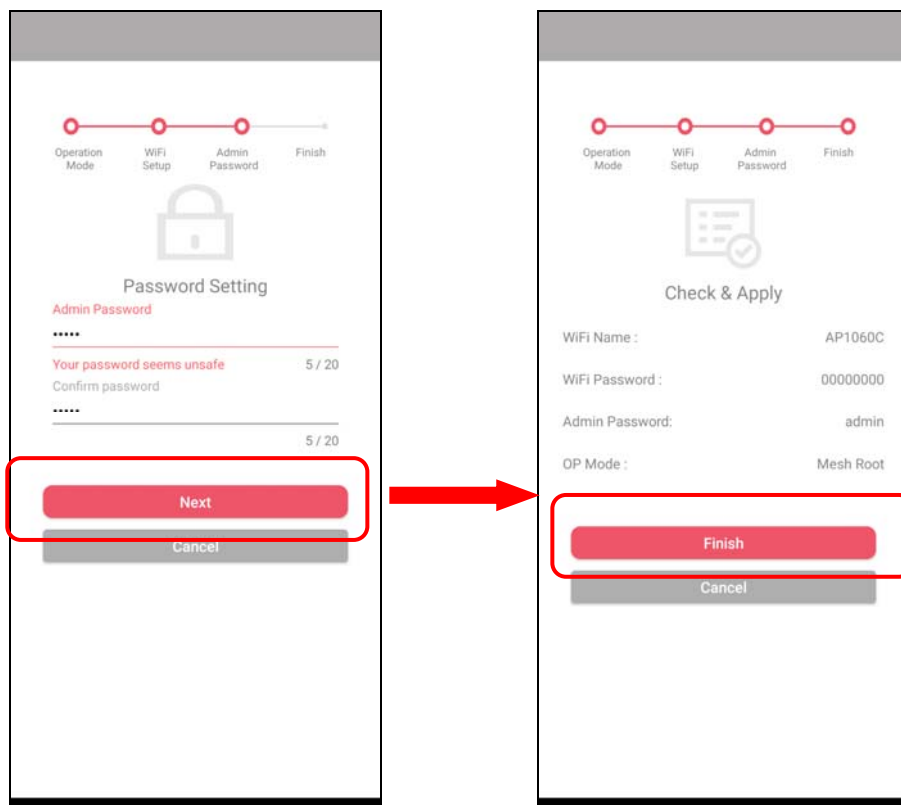 Operation Mode
WiFi Setup
Admin Password
Finish
Password Setting
Admin Password
•••••
Your password seems unsafe 5 / 20
Confirm password
•••••
5 / 20
Next
Cancel
Operation Mode
WiFi Setup
Admin Password
Finish
Check & Apply
WiFi Name : AP1060C
WiFi Password : 00000000
Admin Password: admin
OP Mode : Mesh Root
Finish
Cancel